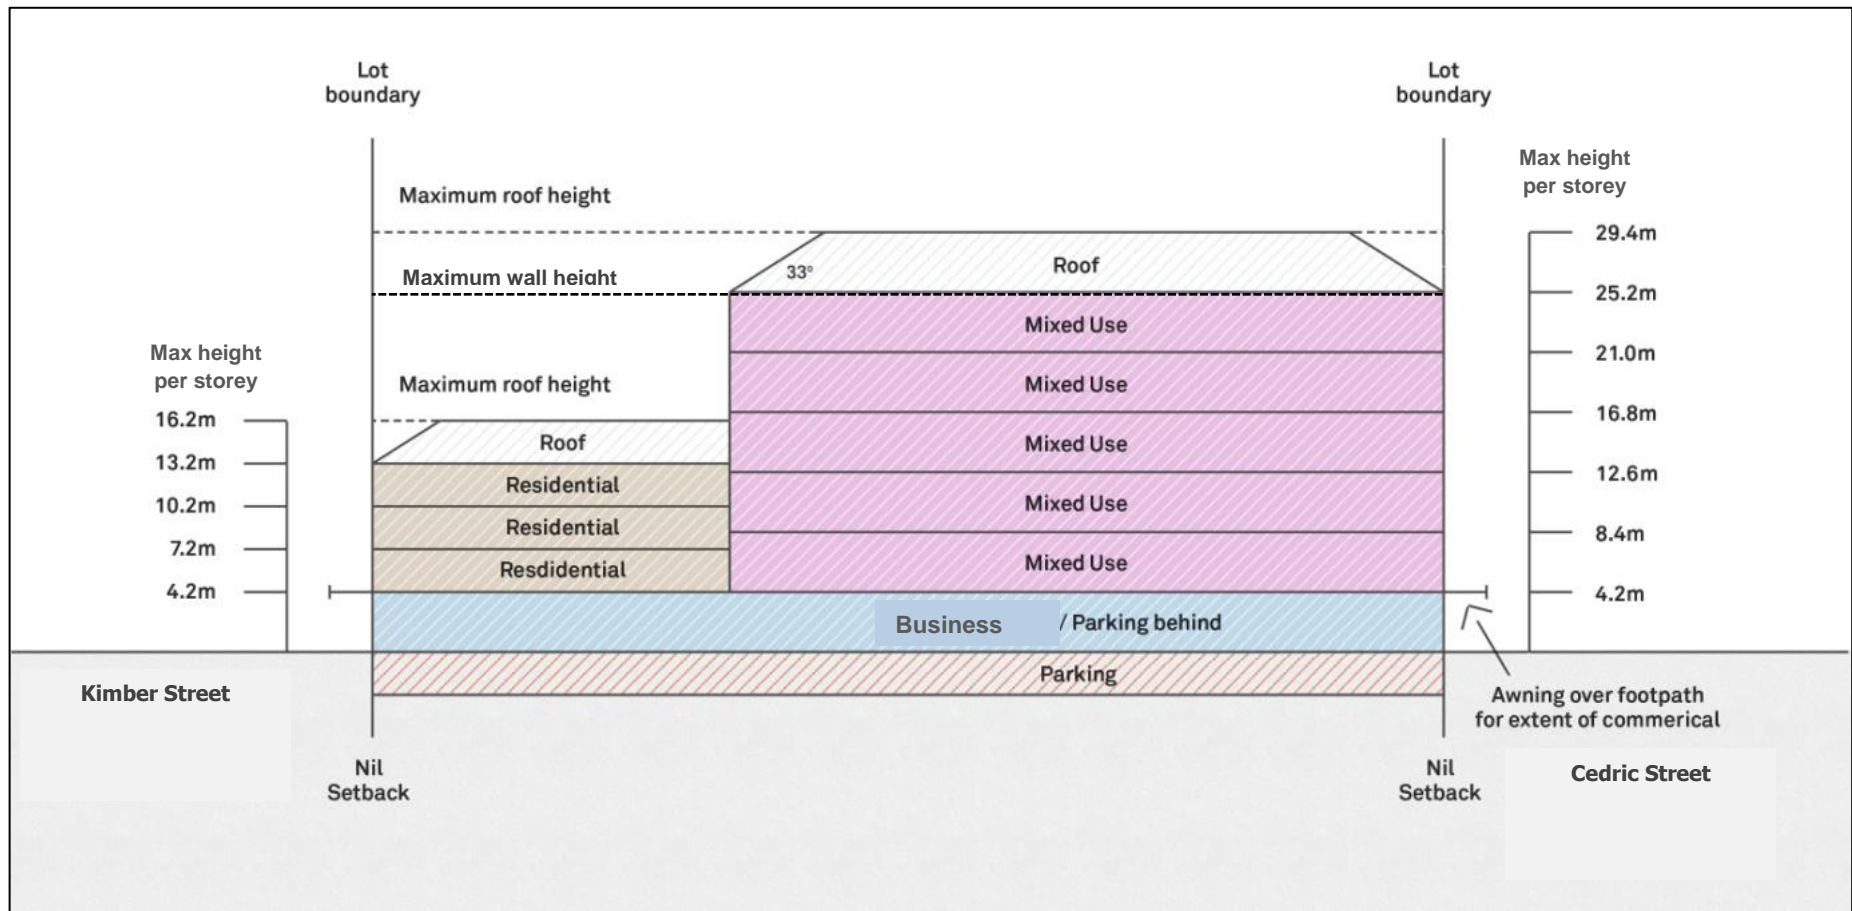 Lot
boundary
Lot
boundary
Max height
per storey
Maximum roof height
29.4m
33°
Roof
Maximum wall height
25.2m
Mixed Use
Max height
per storey
21.0m
Maximum roof height
Mixed Use
16.2m
16.8m
Roof
Mixed Use
13.2m
12.6m
Residential
10.2m
Mixed Use
Residential
8.4m
7.2m
Mixed Use
Resdidential
4.2m
4.2m
Business
/ Parking behind
Parking
Kimber Street
Awning over footpath
for extent of commerical
Nil
Setback
Nil
Setback
Cedric Street